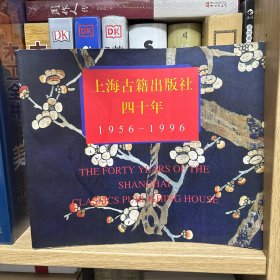 DK
DK
上海古籍出版社
四十年
1956-1996
THE FORTY YEARS OF THE
SHANGHAI
CLASSICS PUBLISHING HOUSE